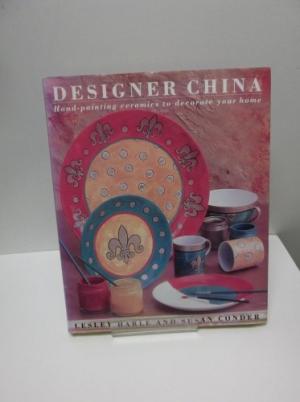 DESIGNER CHINA
Hand-painting ceramics to decorate your home
LESLEY HARLE AND SUSAN CONDER